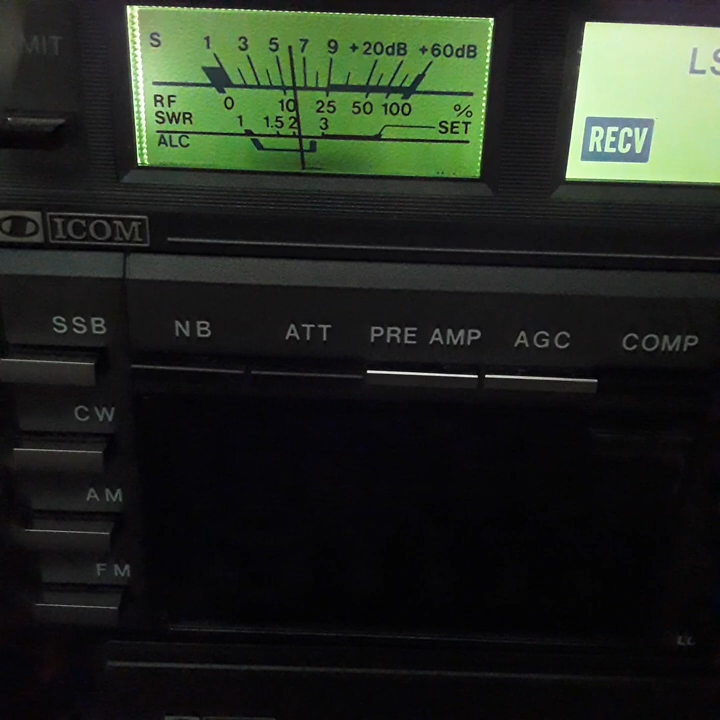 MIT
S 1 3 5 7 9 +20dB +60dB
RF 0 10 25 50 100 %
SWR 1 1.5 2 3 SET
ALC
LS
RECV
ICOM
SSB NB ATT PRE AMP AGC COMP
CW
AM
FM